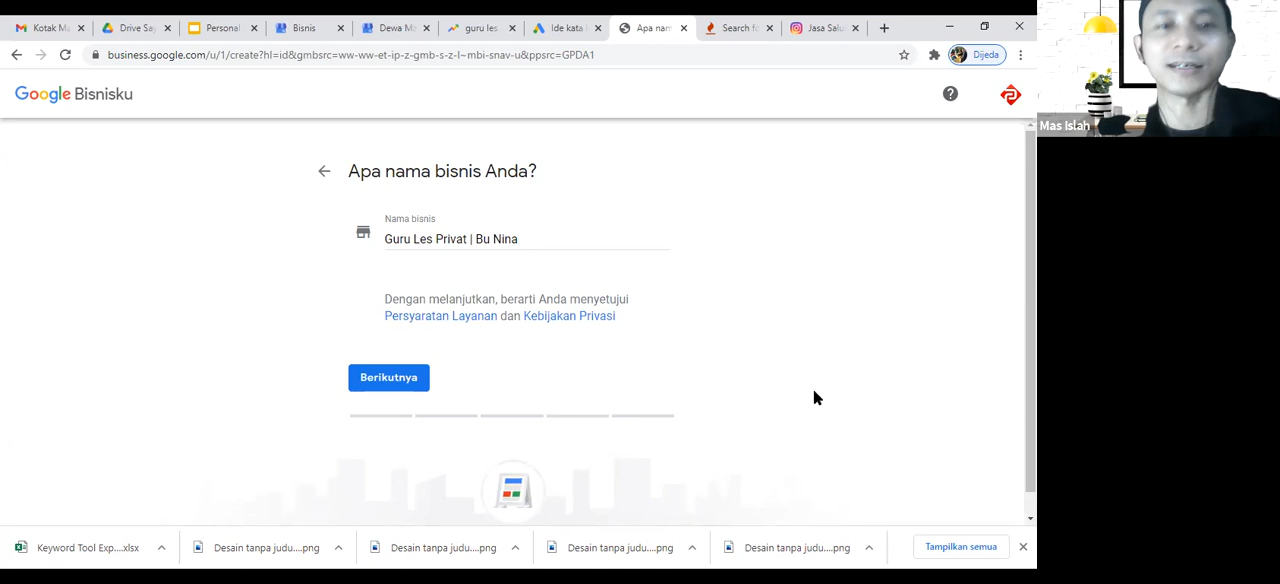 Kotak Ma
Drive Say
Personal
Bisnis
Dewa Ma
guru les
Ide kata
Apa nam
Search fo
Jasa Salu
business.google.com/u/1/create?hl=id&gmbsrc=ww-ww-et-ip-z-gmb-s-z-l~mbi-snav-u&ppsrc=GPDA1
Dijeda
Google Bisnisku
Mas Islah
Apa nama bisnis Anda?
Nama bisnis
Guru Les Privat | Bu Nina
Dengan melanjutkan, berarti Anda menyetujui
Persyaratan Layanan dan Kebijakan Privasi
Berikutnya
Keyword Tool Exp....xlsx
Desain tanpa judu....png
Desain tanpa judu....png
Desain tanpa judu....png
Desain tanpa judu....png
Tampilkan semua